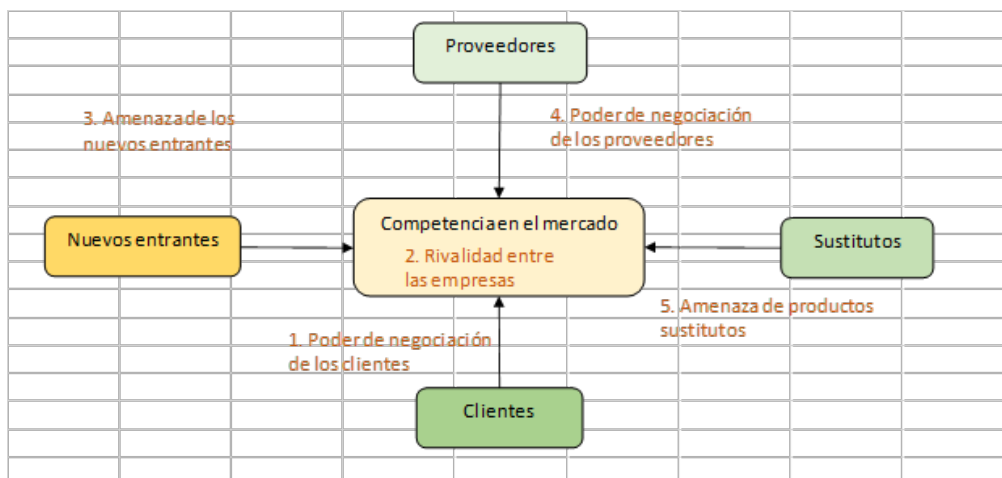 Proveedores
3. Amenaza de los
nuevos entrantes
4. Poder de negociación
de los proveedores
Competencia en el mercado
2. Rivalidad entre
las empresas
Nuevos entrantes
Sustitutos
5. Amenaza de productos
sustitutos
1. Poder de negociación
de los clientes
Clientes